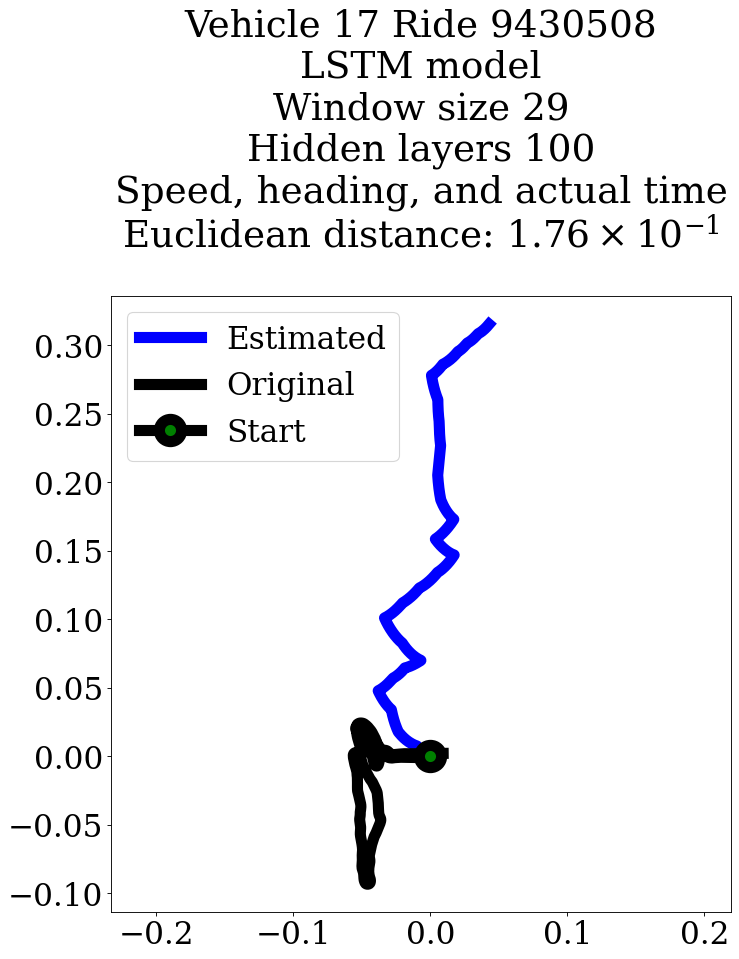 Vehicle 17 Ride 9430508
LSTM model
Window size 29
Hidden layers 100
Speed, heading, and actual time
Euclidean distance: 1.76 × 10⁻¹
Estimated
Original
Start
0.30
0.25
0.20
0.15
0.10
0.05
0.00
−0.05
−0.10
−0.2 −0.1 0.0 0.1 0.2